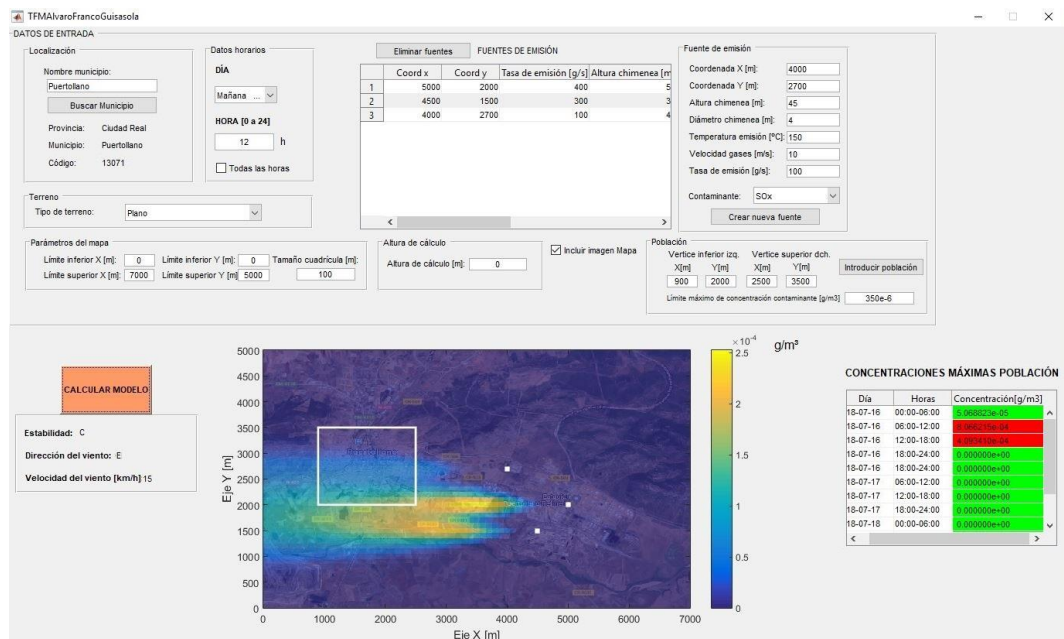 TFMAlvaroFrancoGuisasola
DATOS DE ENTRADA
Localización
Nombre municipio:
Puertollano
Buscar Municipio
Provincia: Ciudad Real
Municipio: Puertollano
Código: 13071
Datos horarios
DÍA
Mañana ...
HORA [0 a 24]
12 h
Todas las horas
Eliminar fuentes FUENTES DE EMISIÓN
Coord x Coord y Tasa de emisión [g/s] Altura chimenea [m
1 5000 2000 400 5
2 4500 1500 300 3
3 4000 2700 100 4
Fuente de emisión
Coordenada X [m]: 4000
Coordenada Y [m]: 2700
Altura chimenea [m]: 45
Diámetro chimenea [m]: 4
Temperatura emisión [ºC]: 150
Velocidad gases [m/s]: 10
Tasa de emisión [g/s]: 100
Contaminante: SOx
Crear nueva fuente
Terreno
Tipo de terreno: Plano
Parámetros del mapa
Límite inferior X [m]: 0 Límite inferior Y [m]: 0 Tamaño cuadrícula [m]:
Límite superior X [m]: 7000 Límite superior Y [m] 5000 100
Altura de cálculo
Altura de cálculo [m]: 0
Incluir imagen Mapa
Población
Vertice inferior izq. Vertice superior dch.
X[m] Y[m] X[m] Y[m] Introducir población
900 2000 2500 3500
Límite máximo de concentración contaminante [g/m3] 350e-6
CALCULAR MODELO
Estabilidad: C
Dirección del viento: E
Velocidad del viento [km/h] 15
Eje Y [m]
5000
4500
4000
3500
3000
2500
2000
1500
1000
500
0
0 1000 2000 3000 4000 5000 6000 7000
Eje X [m]
×10⁻⁴ g/m³
2.5
2
1.5
1
0.5
0
CONCENTRACIONES MÁXIMAS POBLACIÓN
Día Horas Concentración[g/m3]
18-07-16 00:00-06:00 5.068823e-05
18-07-16 06:00-12:00
18-07-16 12:00-18:00
18-07-16 18:00-24:00 0.000000e+00
18-07-16 18:00-24:00 0.000000e+00
18-07-17 06:00-12:00 0.000000e+00
18-07-17 12:00-18:00 0.000000e+00
18-07-17 18:00-24:00 0.000000e+00
18-07-18 00:00-06:00 0.000000e+00